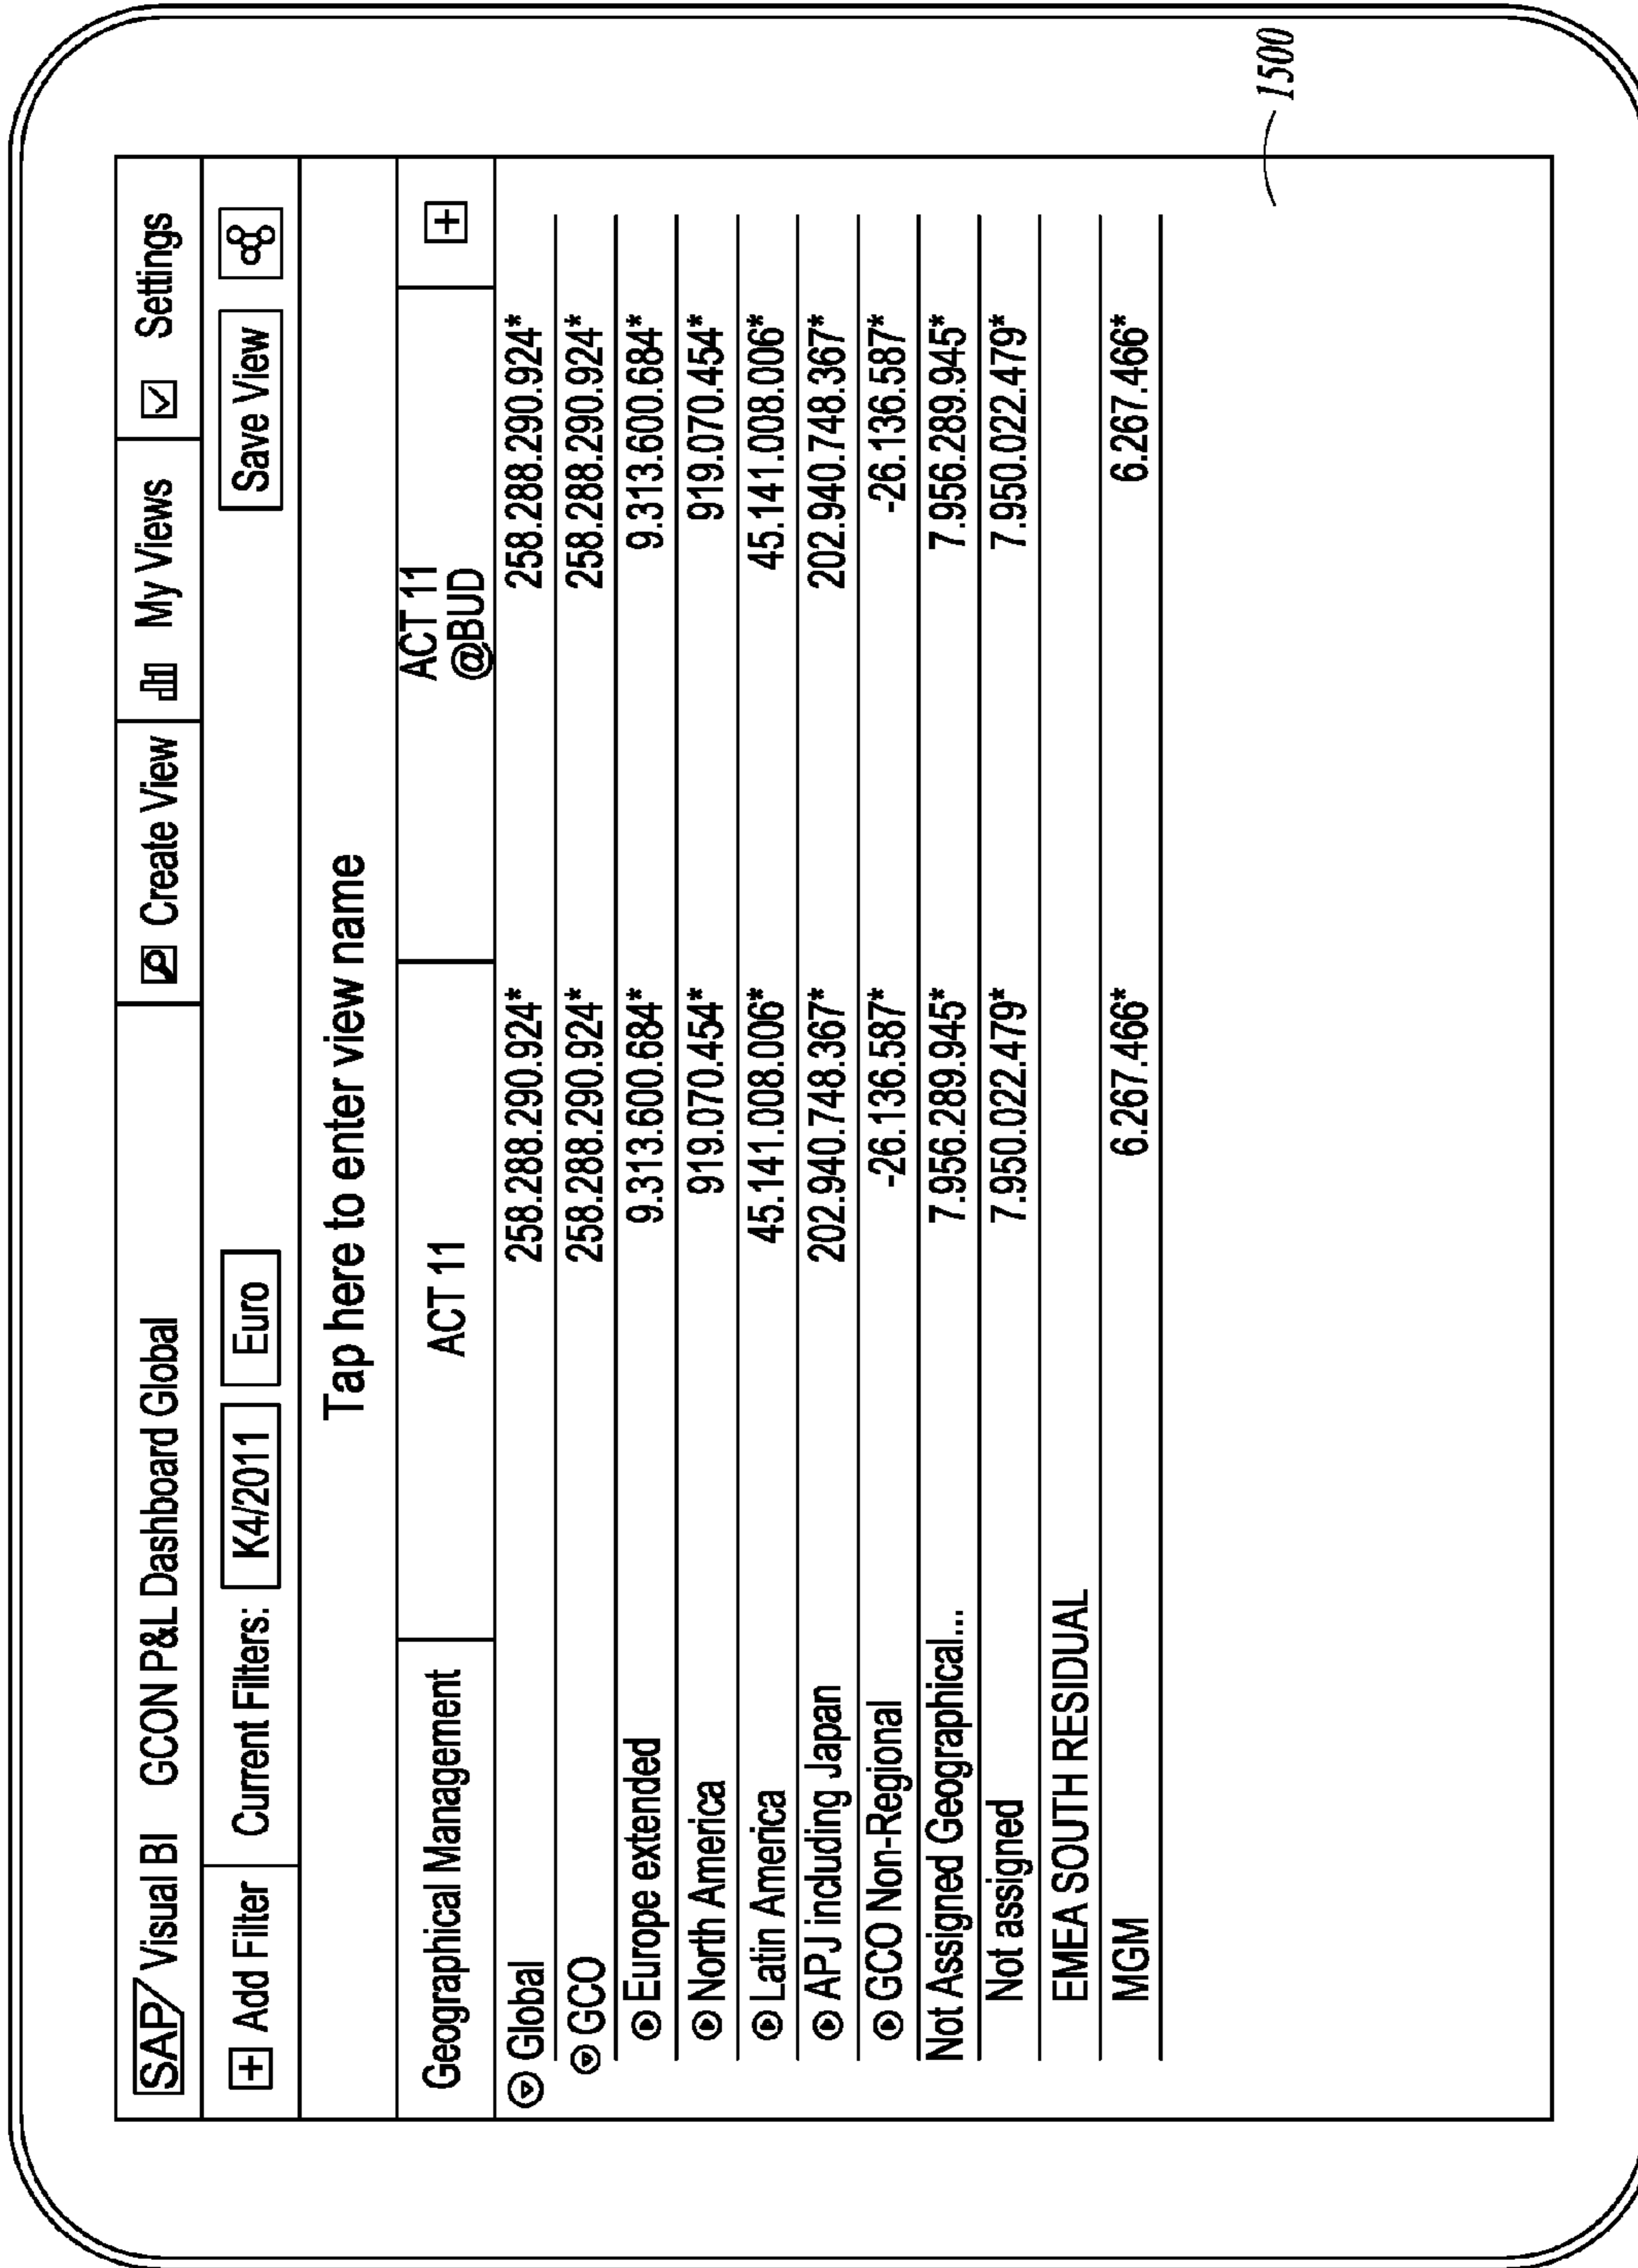 SAP Visual BI GCON P&L Dashboard Global Create View My Views Settings
+ Add Filter Current Filters: K4/2011 Euro Save View
Tap here to enter view name
Geographical Management ACT 11 ACT 11 +
@BUD
Global 258.288.290.924* 258.288.290.924*
GCO 258.288.290.924* 258.288.290.924*
Europe extended 9.313.600.684* 9.313.600.684*
North America 919.070.454* 919.070.454*
Latin America 45.141.008.006* 45.141.008.006*
APJ including Japan 202.940.748.367* 202.940.748.367*
GCO Non-Regional -26.136.587* -26.136.587*
Not Assigned Geographical... 7.956.289.945* 7.956.289.945*
Not assigned 7.950.022.479* 7.950.022.479*
EMEA SOUTH RESIDUAL
MGM 6.267.466* 6.267.466*
1500